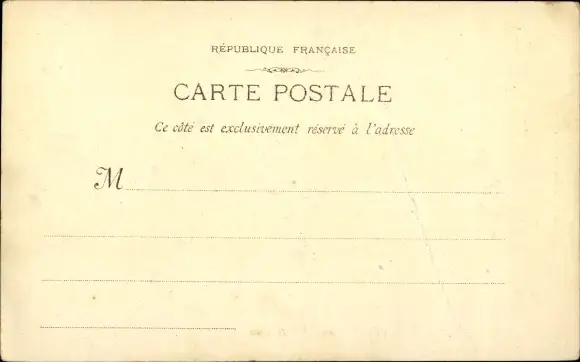 RÉPUBLIQUE FRANÇAISE
CARTE POSTALE
Ce côté est exclusivement réservé à l'adresse
M